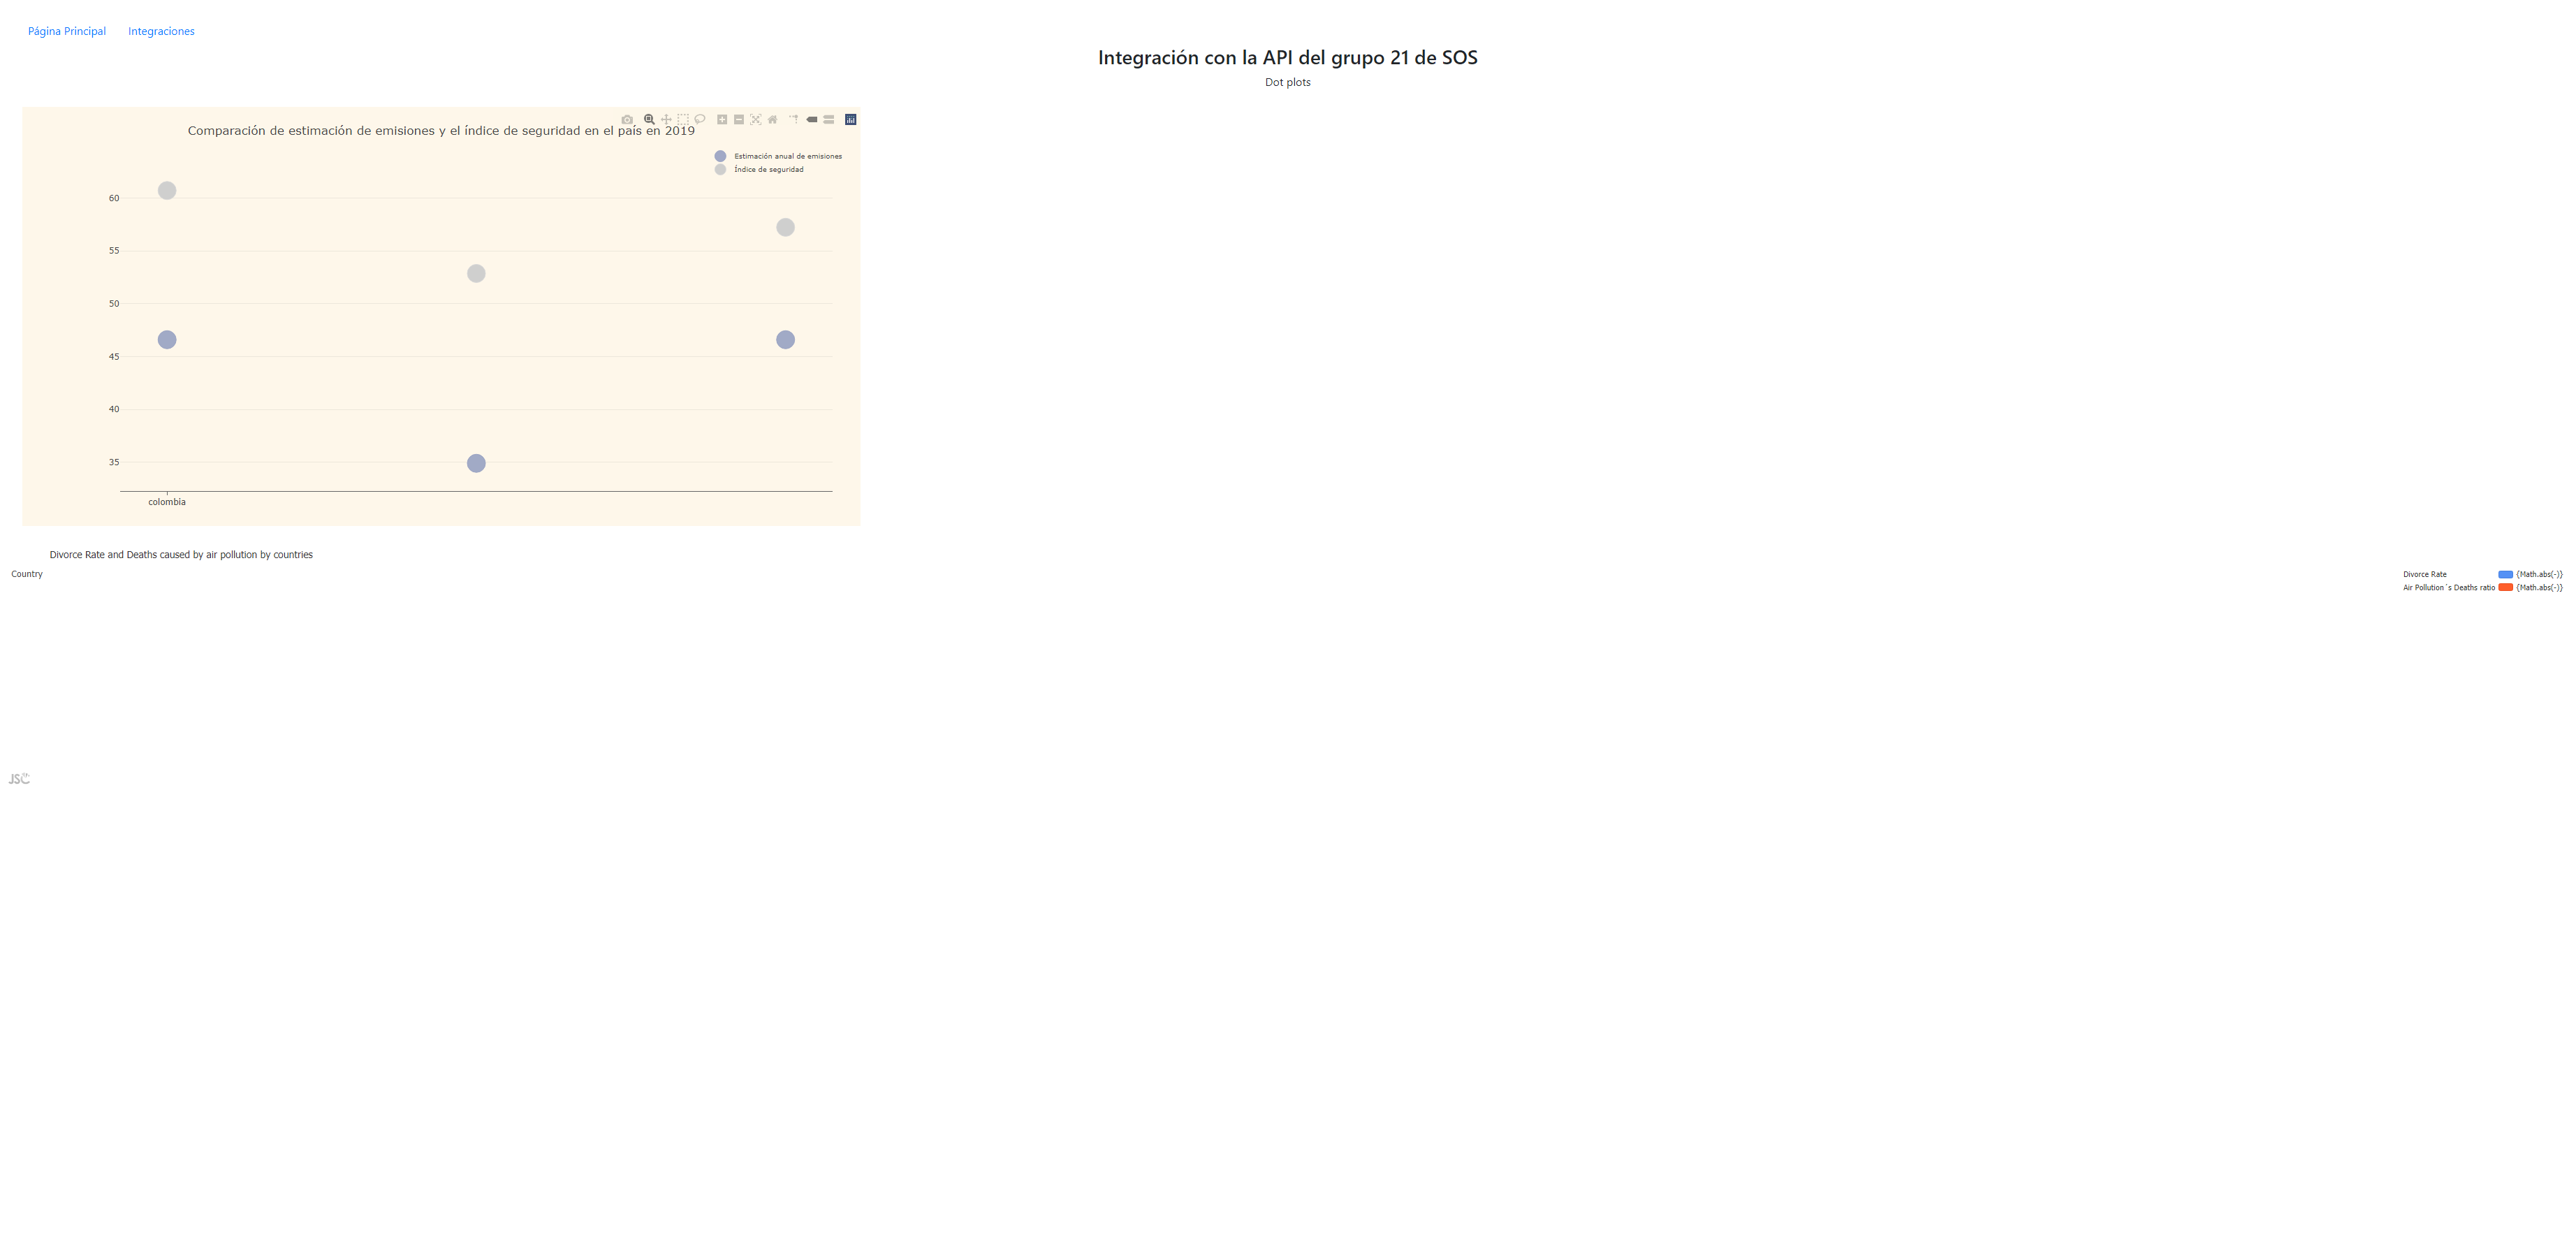 Página Principal Integraciones
Integración con la API del grupo 21 de SOS
Dot plots
Comparación de estimación de emisiones y el índice de seguridad en el país en 2019
Estimación anual de emisiones
Índice de seguridad
60
55
50
45
40
35
colombia
Divorce Rate and Deaths caused by air pollution by countries
Country
Divorce Rate {Math.abs(-)}
Air Pollution´s Deaths ratio {Math.abs(-)}
JSC